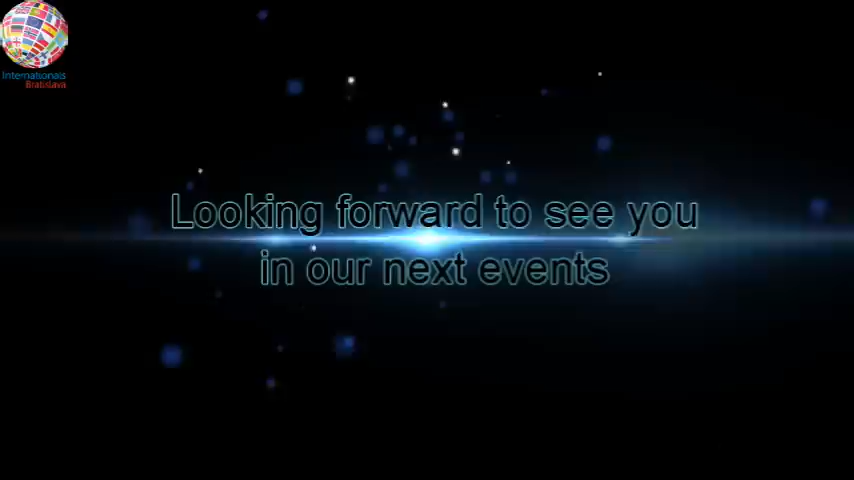 Internationals
Bratislava
Looking forward to see you
in our next events